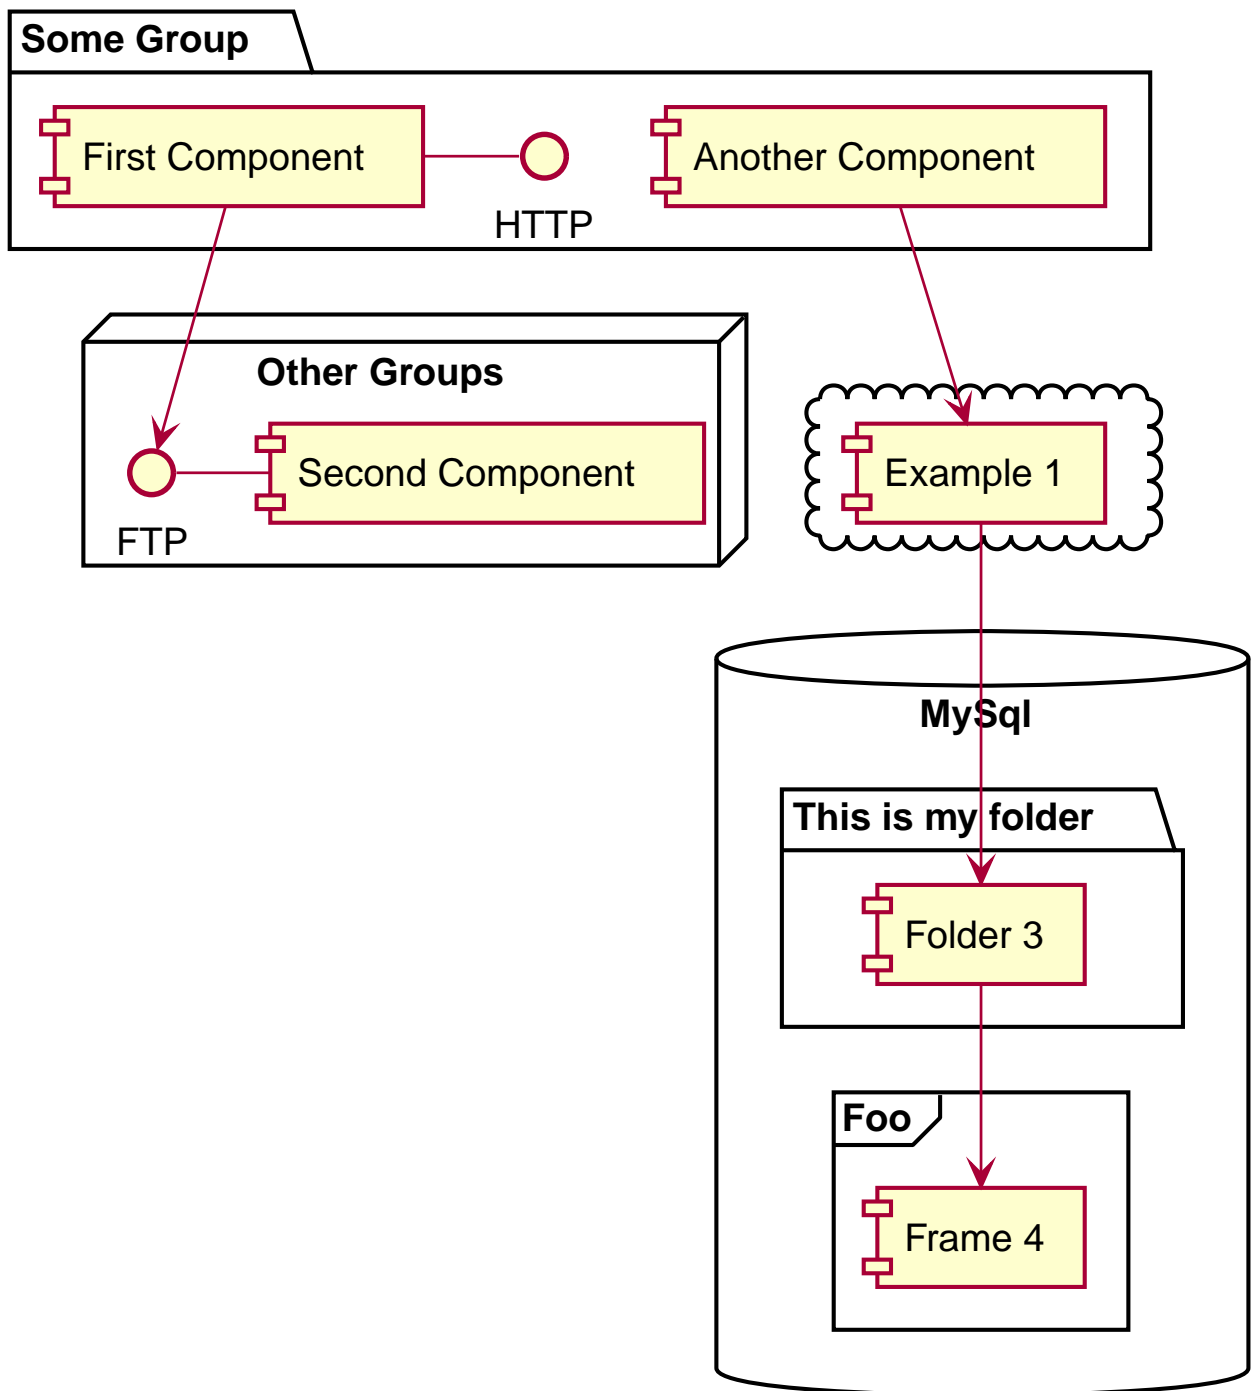 Some Group
First Component
HTTP
Another Component
Other Groups
FTP
Second Component
Example 1
MySql
This is my folder
Folder 3
Foo
Frame 4